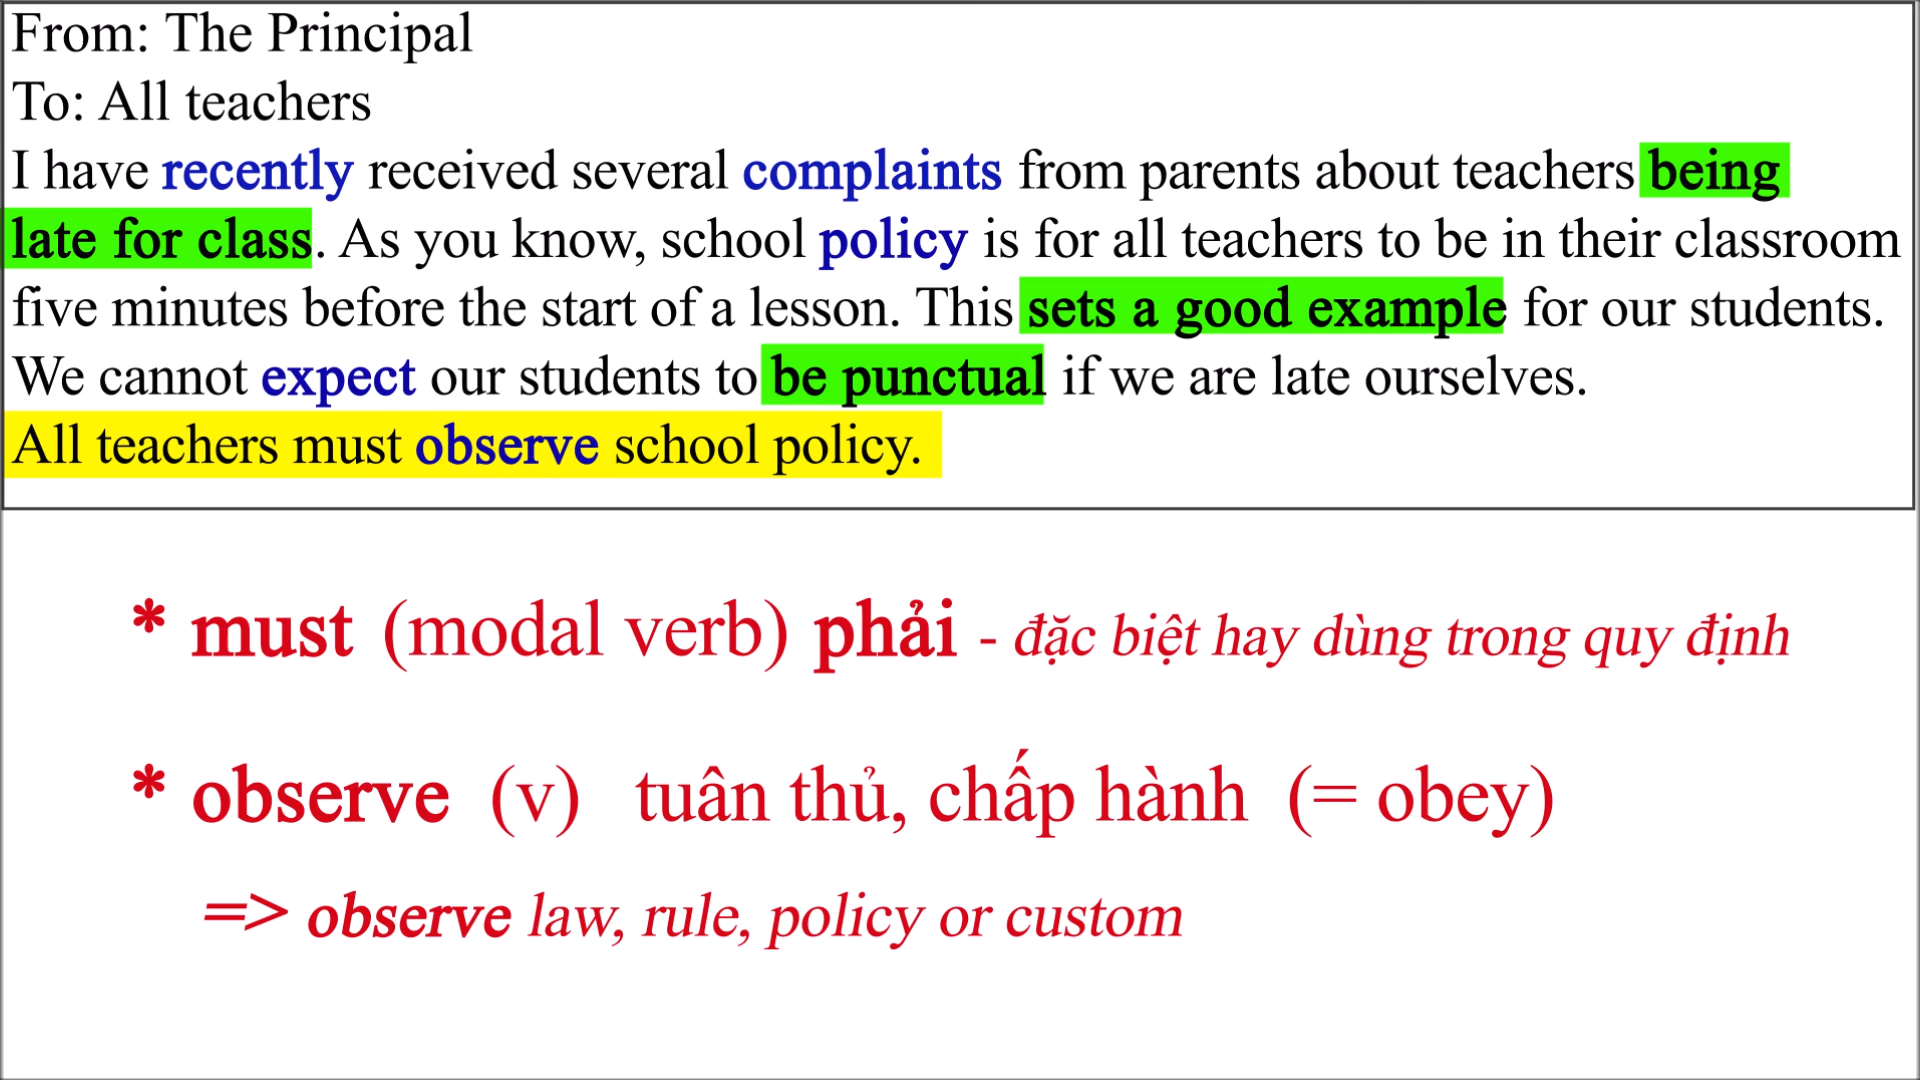 From: The Principal
To: All teachers
I have recently received several complaints from parents about teachers being
late for class. As you know, school policy is for all teachers to be in their classroom
five minutes before the start of a lesson. This sets a good example for our students.
We cannot expect our students to be punctual if we are late ourselves.
All teachers must observe school policy.
* must (modal verb) phải - đặc biệt hay dùng trong quy định
* observe (v) tuân thủ, chấp hành (= obey)
=> observe law, rule, policy or custom